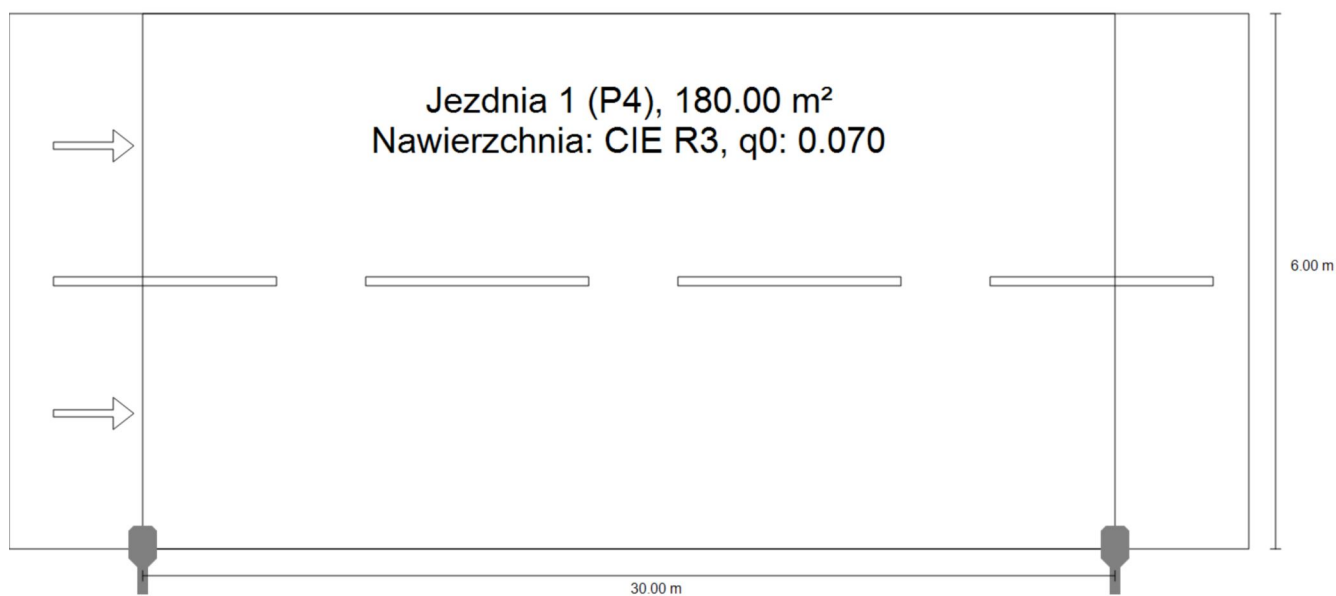 Jezdnia 1 (P4), 180.00 m²
Nawierzchnia: CIE R3, q0: 0.070
6.00 m
30.00 m